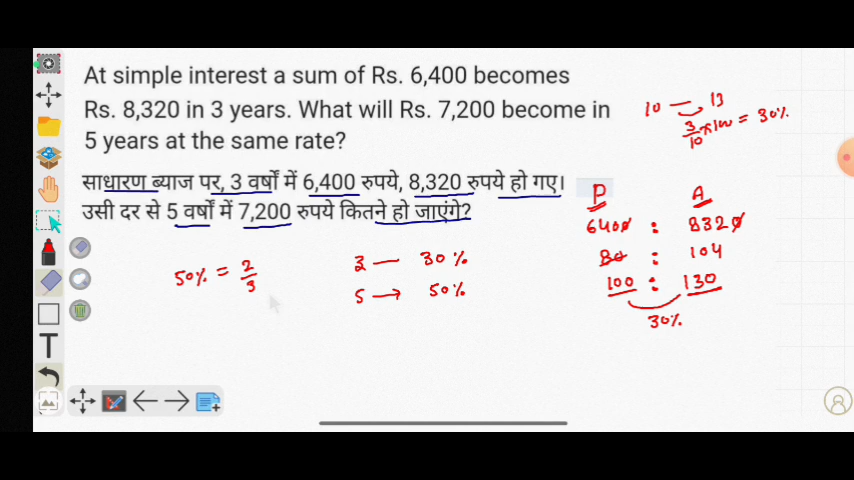 At simple interest a sum of Rs. 6,400 becomes
Rs. 8,320 in 3 years. What will Rs. 7,200 become in
5 years at the same rate?
साधारण ब्याज पर, 3 वर्षों में 6,400 रुपये, 8,320 रुपये हो गए।
उसी दर से 5 वर्षों में 7,200 रुपये कितने हो जाएंगे?
10 — 13
3/10 × 100 = 30%
P A
6400 : 8320
80 : 104
100 : 130
30%
3 — 30%
5 → 50%
50% = 2/3
T